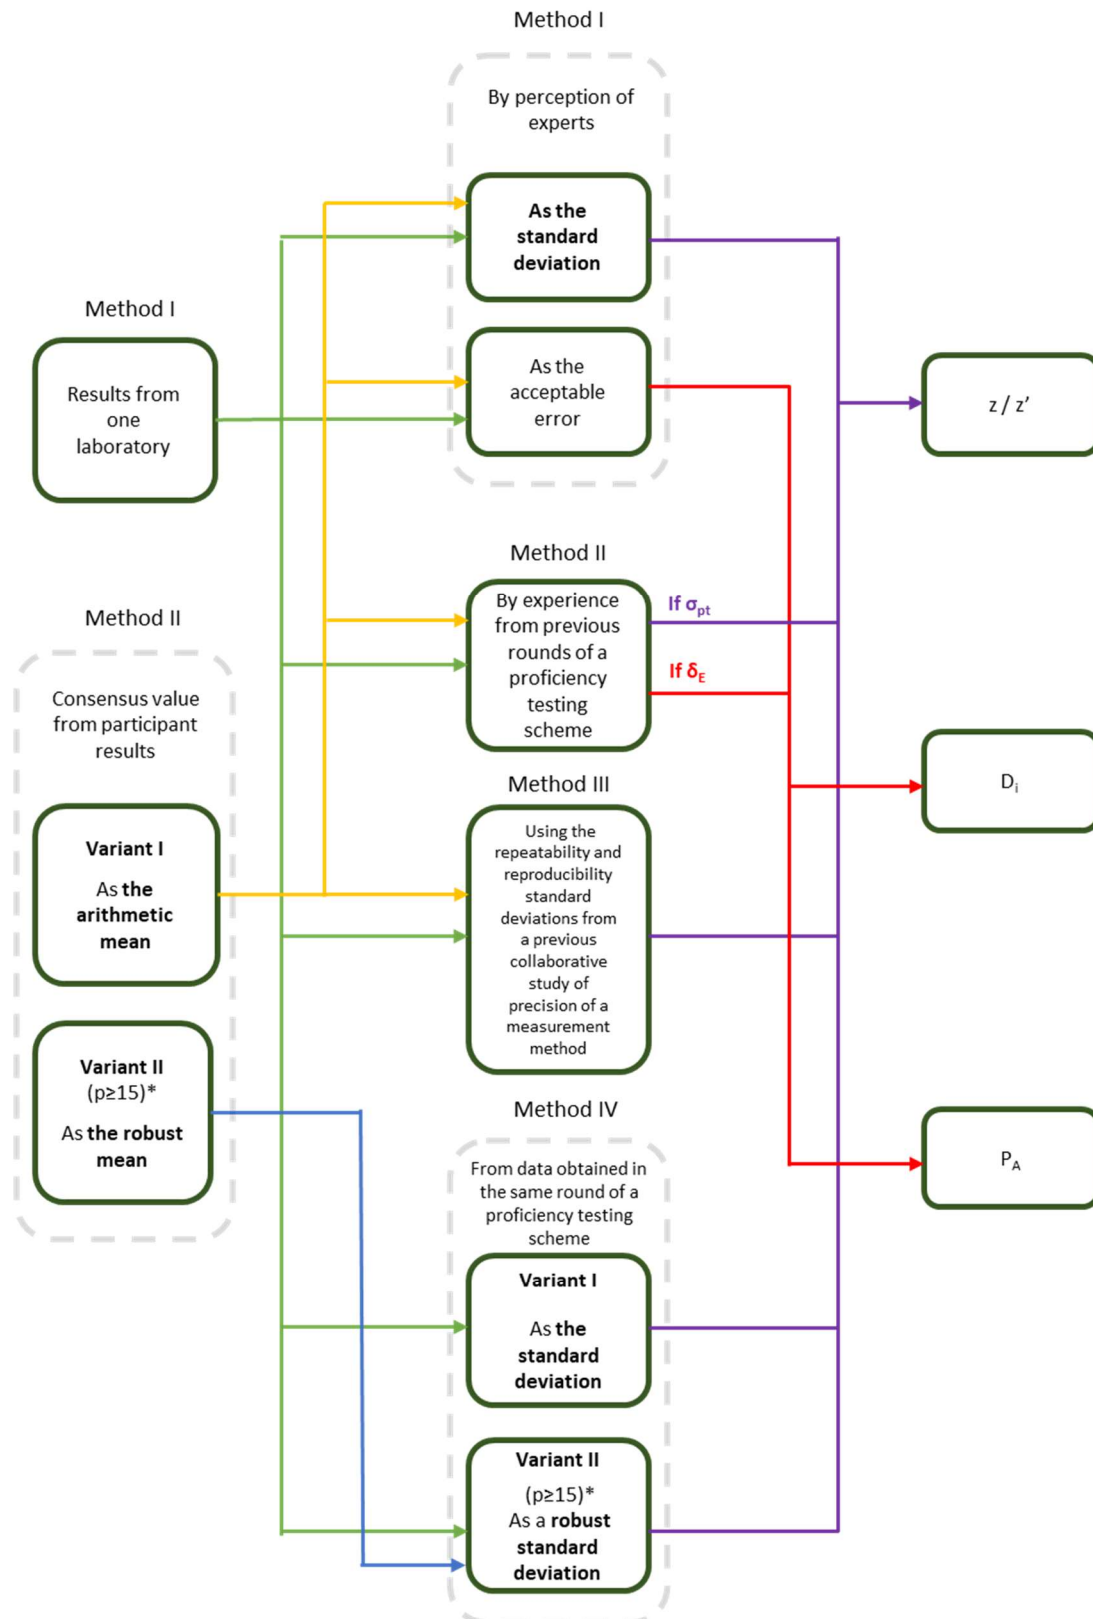 Method I
By perception of
experts
As the
standard
deviation
As the
acceptable
error
Method I
Results from
one
laboratory
Method II
Consensus value
from participant
results
Variant I
As the
arithmetic
mean
Variant II
(p≥15)*
As the robust
mean
Method II
By experience
from previous
rounds of a
proficiency
testing
scheme
If σpt
If δE
Method III
Using the
repeatability and
reproducibility
standard
deviations from
a previous
collaborative
study of
precision of a
measurement
method
Method IV
From data obtained in
the same round of a
proficiency testing
scheme
Variant I
As the
standard
deviation
Variant II
(p≥15)*
As a robust
standard
deviation
z / z’
Di
PA